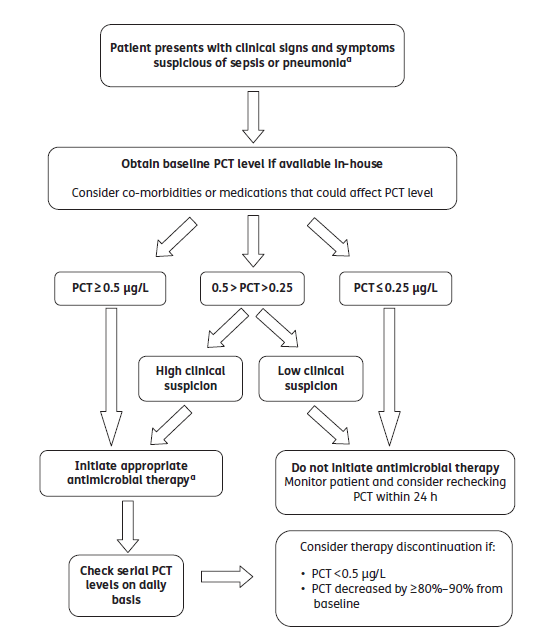 Patient presents with clinical signs and symptoms
suspicious of sepsis or pneumoniaᵃ
Obtain baseline PCT level if available in-house
Consider co-morbidities or medications that could affect PCT level
PCT ≥ 0.5 µg/L
0.5 > PCT > 0.25
PCT ≤ 0.25 µg/L
High clinical
suspicion
Low clinical
suspicion
Initiate appropriate
antimicrobial therapyᵃ
Do not initiate antimicrobial therapy
Monitor patient and consider rechecking
PCT within 24 h
Check serial PCT
levels on daily
basis
Consider therapy discontinuation if:
• PCT <0.5 µg/L
• PCT decreased by ≥80%–90% from
baseline